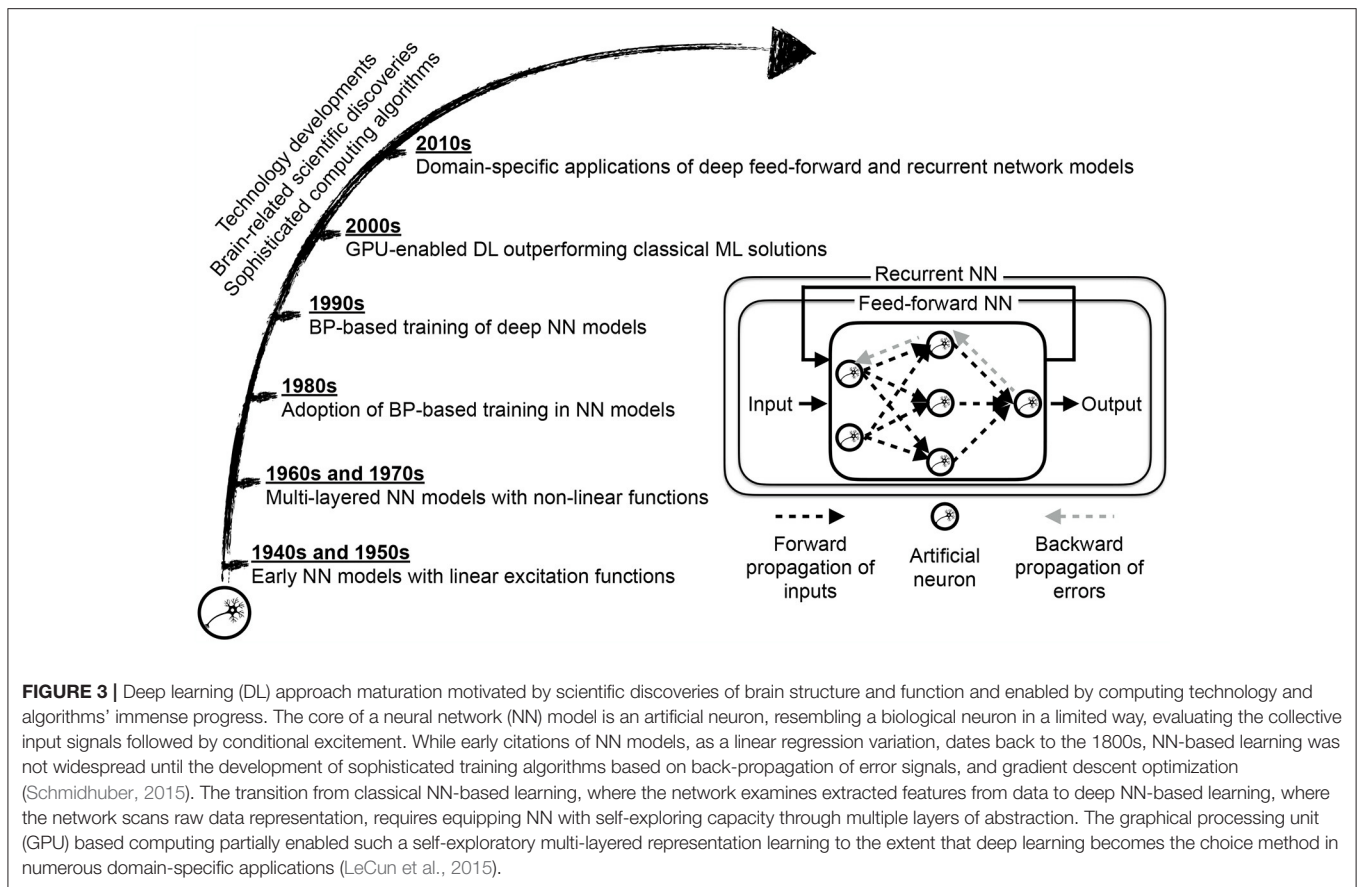 Technology developments
Brain-related scientific discoveries
Sophisticated computing algorithms
2010s
Domain-specific applications of deep feed-forward and recurrent network models
2000s
GPU-enabled DL outperforming classical ML solutions
1990s
BP-based training of deep NN models
1980s
Adoption of BP-based training in NN models
1960s and 1970s
Multi-layered NN models with non-linear functions
1940s and 1950s
Early NN models with linear excitation functions
Recurrent NN
Feed-forward NN
Input
Output
Forward
propagation of
inputs
Artificial
neuron
Backward
propagation of
errors
FIGURE 3 | Deep learning (DL) approach maturation motivated by scientific discoveries of brain structure and function and enabled by computing technology and
algorithms' immense progress. The core of a neural network (NN) model is an artificial neuron, resembling a biological neuron in a limited way, evaluating the collective
input signals followed by conditional excitement. While early citations of NN models, as a linear regression variation, dates back to the 1800s, NN-based learning was
not widespread until the development of sophisticated training algorithms based on back-propagation of error signals, and gradient descent optimization
(Schmidhuber, 2015). The transition from classical NN-based learning, where the network examines extracted features from data to deep NN-based learning, where
the network scans raw data representation, requires equipping NN with self-exploring capacity through multiple layers of abstraction. The graphical processing unit
(GPU) based computing partially enabled such a self-exploratory multi-layered representation learning to the extent that deep learning becomes the choice method in
numerous domain-specific applications (LeCun et al., 2015).